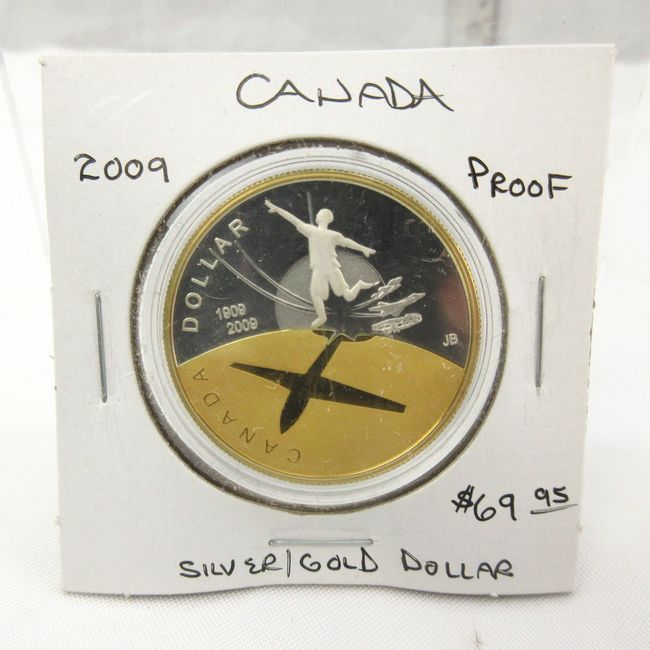 CANADA
2009
PROOF
DOLLAR
1909
2009
JB
CANADA
$69 95
SILVER/GOLD DOLLAR